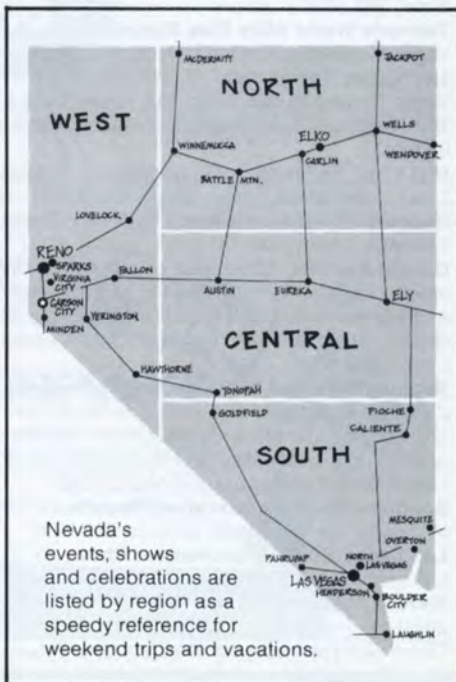 McDERMITT
JACKPOT
NORTH
WEST
WELLS
ELKO
WINNEMUCCA
CARLIN
WENDOVER
BATTLE MTN.
LOVELOCK
RENO
SPARKS
VIRGINIA
CITY
FALLON
AUSTIN
EUREKA
ELY
CARSON
CITY
MINDEN
YERINGTON
CENTRAL
HAWTHORNE
TONOPAH
GOLDFIELD
PIOCHE
CALIENTE
SOUTH
MESQUITE
OVERTON
PAHRUMP
NORTH
LAS VEGAS
LAS VEGAS
HENDERSON
BOULDER
CITY
LAUGHLIN
Nevada's
events, shows
and celebrations are
listed by region as a
speedy reference for
weekend trips and vacations.